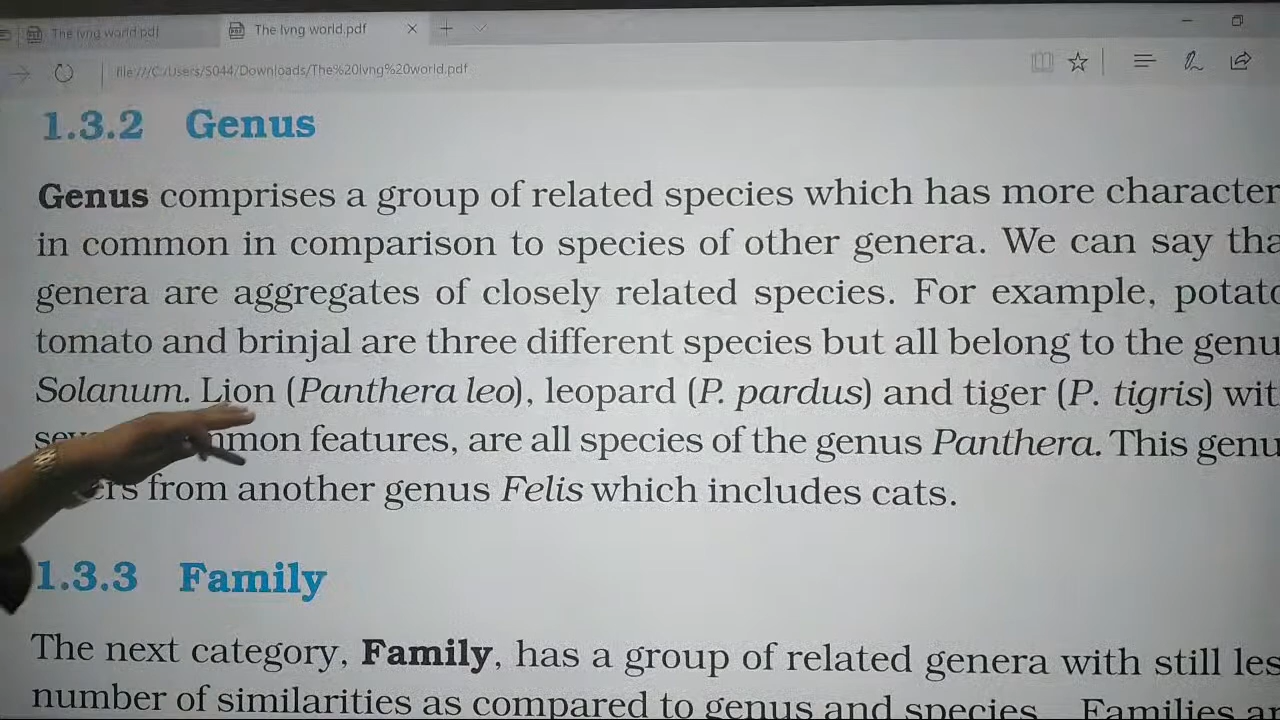 The lvng world.pdf
The lvng world.pdf
file:///C:/Users/S044/Downloads/The%20lvng%20world.pdf
1.3.2 Genus
Genus comprises a group of related species which has more character
in common in comparison to species of other genera. We can say tha
genera are aggregates of closely related species. For example, potato
tomato and brinjal are three different species but all belong to the genu
Solanum. Lion (Panthera leo), leopard (P. pardus) and tiger (P. tigris) wit
mmon features, are all species of the genus Panthera. This genu
ers from another genus Felis which includes cats.
1.3.3 Family
The next category, Family, has a group of related genera with still les
number of similarities as compared to genus and species. Families ar